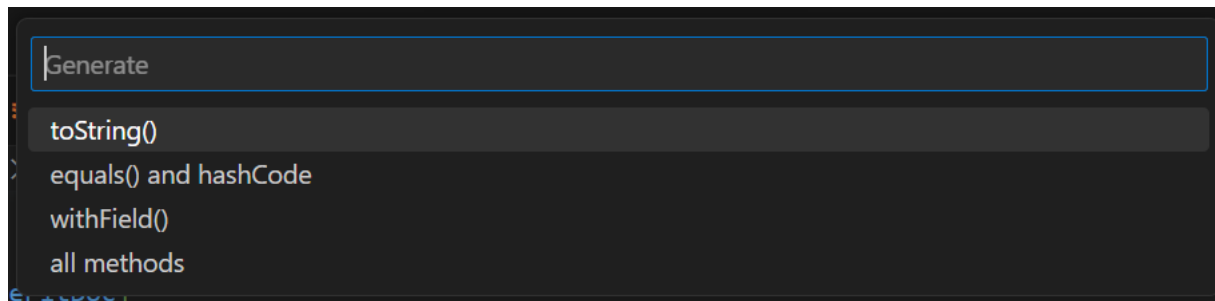 Generate
toString()
equals() and hashCode
withField()
all methods